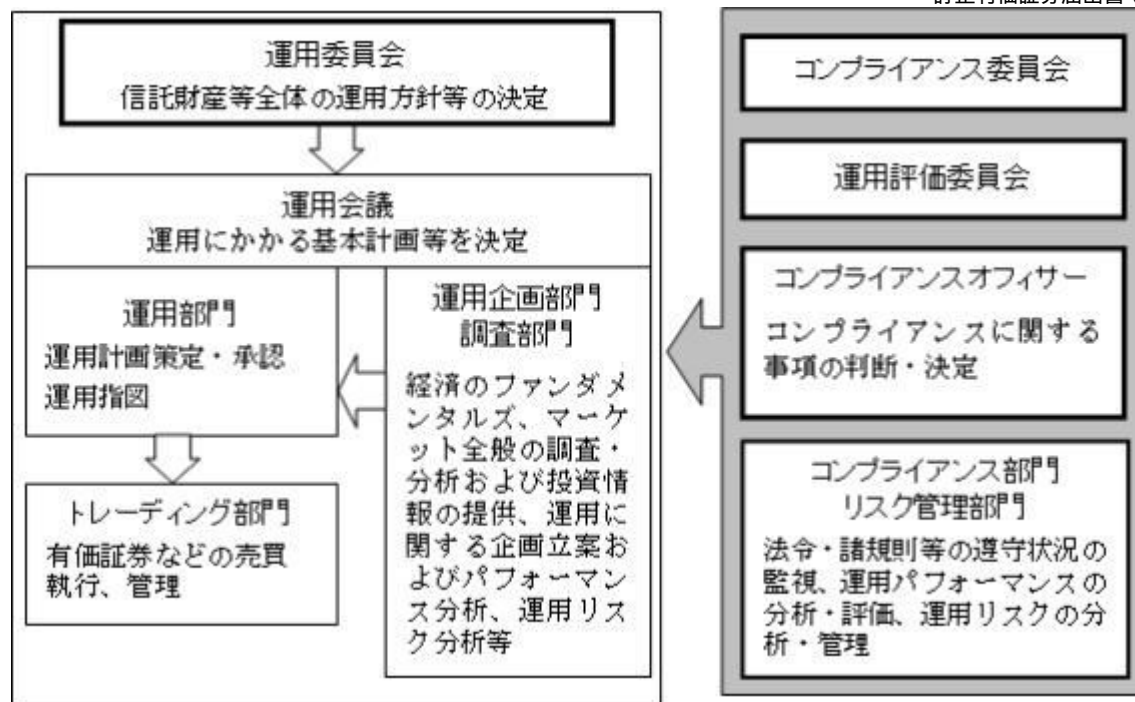 運用委員会
信託財産等全体の運用方針等の決定
運用会議
運用にかかる基本計画等を決定
運用部門
運用計画策定・承認
運用指図
運用企画部門
調査部門
経済のファンダメ
ンタルズ、マーケ
ット全般の調査・
分析および投資情
報の提供、運用に
関する企画立案お
よびパフォーマン
ス分析、運用リス
ク分析等
トレーディング部門
有価証券などの売買
執行、管理
コンプライアンス委員会
運用評価委員会
コンプライアンスオフィサー
コンプライアンスに関する
事項の判断・決定
コンプライアンス部門
リスク管理部門
法令・諸規則等の遵守状況の
監視、運用パフォーマンスの
分析・評価、運用リスクの分
析・管理